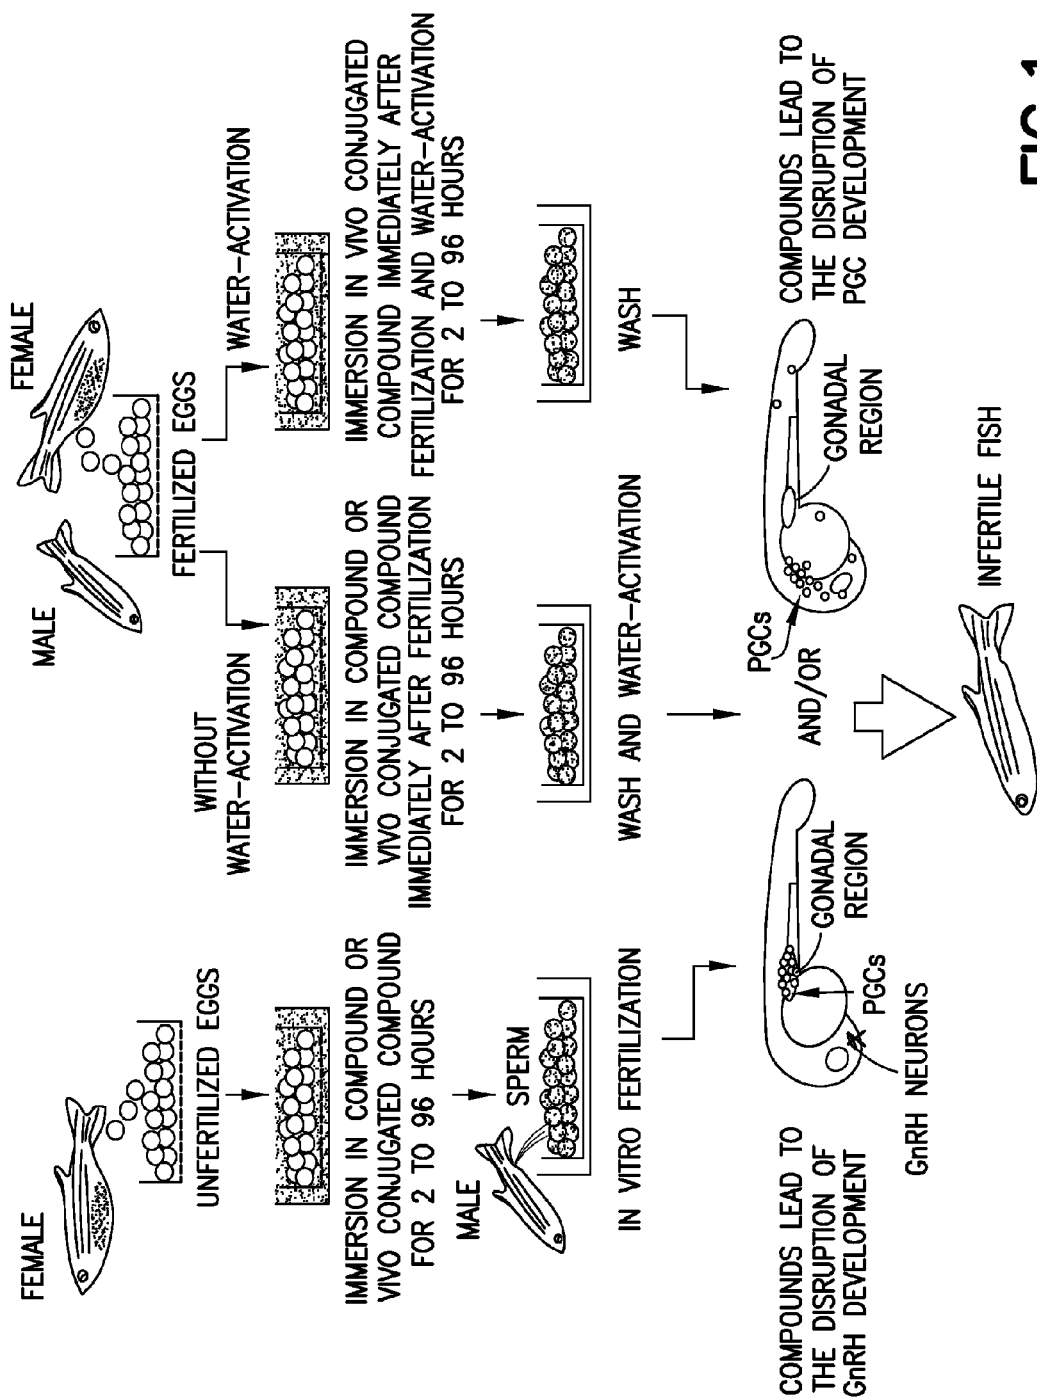 FEMALE
UNFERTILIZED EGGS
IMMERSION IN COMPOUND OR
VIVO CONJUGATED COMPOUND
FOR 2 TO 96 HOURS
MALE
SPERM
IN VITRO FERTILIZATION
MALE
FEMALE
FERTILIZED EGGS
WITHOUT
WATER-ACTIVATION
IMMERSION IN COMPOUND OR
VIVO CONJUGATED COMPOUND
IMMEDIATELY AFTER FERTILIZATION
FOR 2 TO 96 HOURS
WASH AND WATER-ACTIVATION
WATER-ACTIVATION
IMMERSION IN VIVO CONJUGATED
COMPOUND IMMEDIATELY AFTER
FERTILIZATION AND WATER-ACTIVATION
FOR 2 TO 96 HOURS
WASH
COMPOUNDS LEAD TO
THE DISRUPTION OF
GnRH DEVELOPMENT
GnRH NEURONS
PGCs
GONADAL
REGION
AND/OR
PGCs
GONADAL
REGION
COMPOUNDS LEAD TO
THE DISRUPTION OF
PGC DEVELOPMENT
INFERTILE FISH
FIG. 1